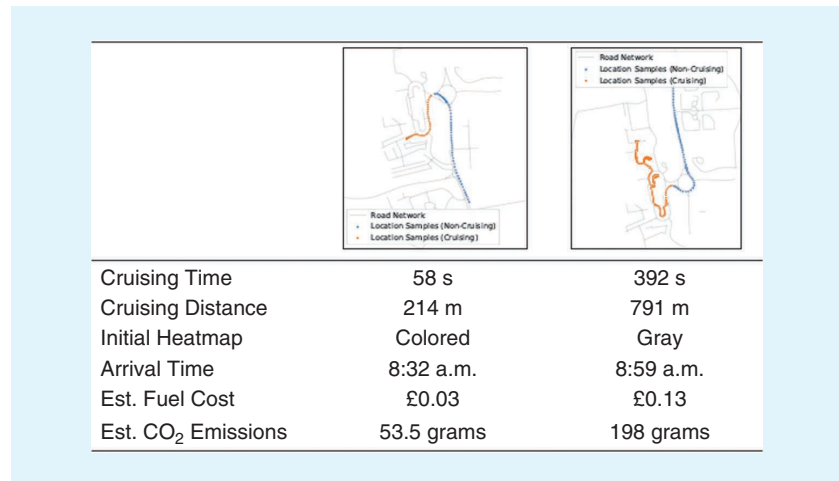 Road Network
Location Samples (Non-Cruising)
Location Samples (Cruising)
Road Network
Location Samples (Non-Cruising)
Location Samples (Cruising)
Cruising Time 58 s 392 s
Cruising Distance 214 m 791 m
Initial Heatmap Colored Gray
Arrival Time 8:32 a.m. 8:59 a.m.
Est. Fuel Cost £0.03 £0.13
Est. CO₂ Emissions 53.5 grams 198 grams